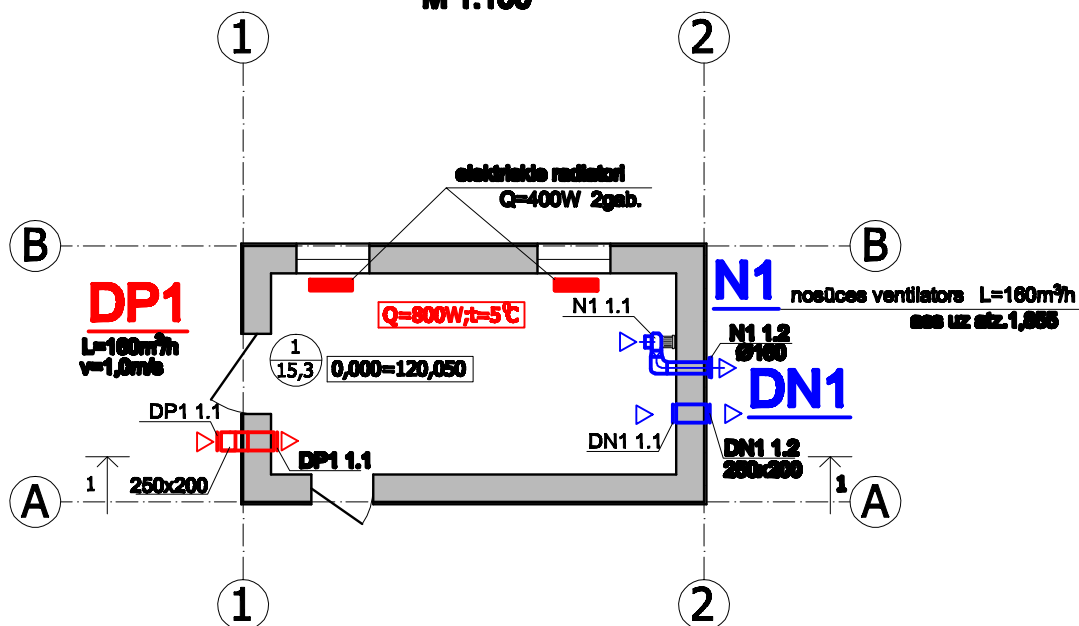 M 1:100
1
2
elektriskie radiatori
Q=400W 2gab.
B
B
DP1
L=160m³/h
v=1,0m/s
Q=800W;t=5°C
N1 1.1
N1
nosūces ventilators L=160m³/h
ass uz atz.1,855
N1 1.2
Ø160
1
15,3
0,000=120,050
DN1
DP1 1.1
DN1 1.1
DN1 1.2
250x200
DP1 1.1
250x200
1
1
A
A
1
2